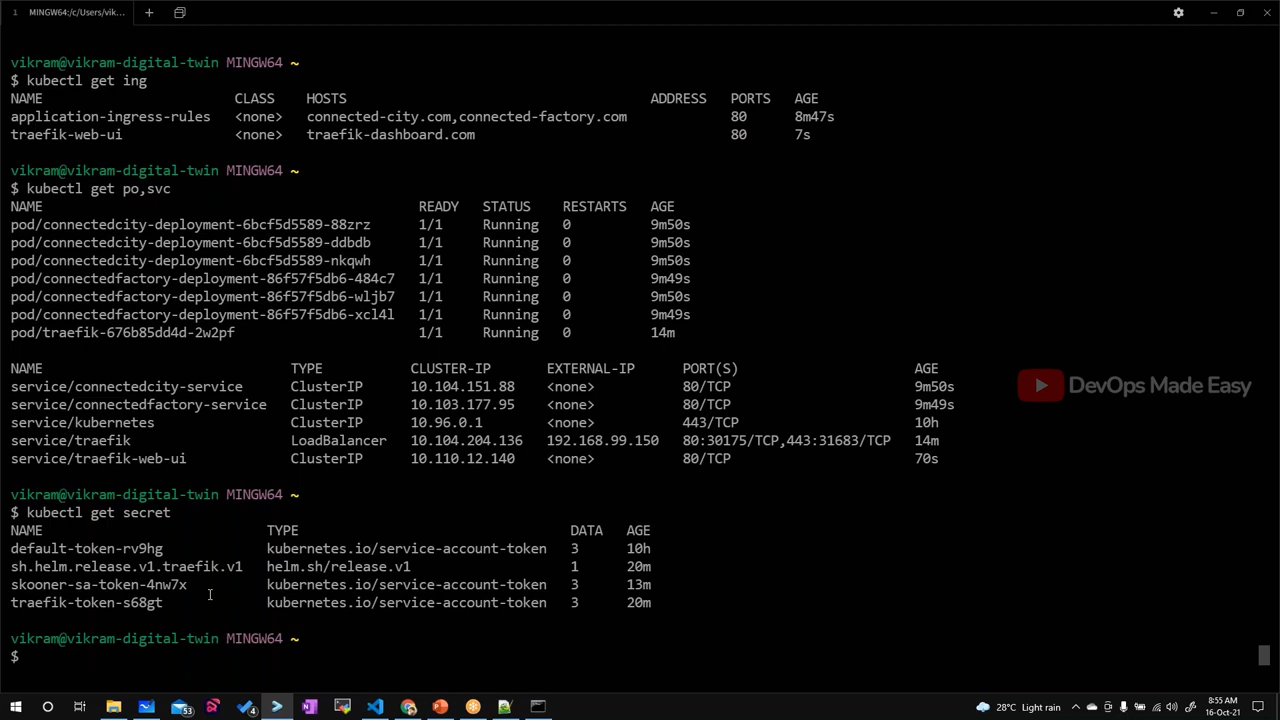 1 MINGW64:/c/Users/vik...
vikram@vikram-digital-twin MINGW64 ~
$ kubectl get ing
NAME CLASS HOSTS ADDRESS PORTS AGE
application-ingress-rules <none> connected-city.com,connected-factory.com 80 8m47s
traefik-web-ui <none> traefik-dashboard.com 80 7s
vikram@vikram-digital-twin MINGW64 ~
$ kubectl get po,svc
NAME READY STATUS RESTARTS AGE
pod/connectedcity-deployment-6bcf5d5589-88zrz 1/1 Running 0 9m50s
pod/connectedcity-deployment-6bcf5d5589-ddbdb 1/1 Running 0 9m50s
pod/connectedcity-deployment-6bcf5d5589-nkqwh 1/1 Running 0 9m50s
pod/connectedfactory-deployment-86f57f5db6-484c7 1/1 Running 0 9m49s
pod/connectedfactory-deployment-86f57f5db6-wljb7 1/1 Running 0 9m50s
pod/connectedfactory-deployment-86f57f5db6-xcl4l 1/1 Running 0 9m49s
pod/traefik-676b85dd4d-2w2pf 1/1 Running 0 14m
NAME TYPE CLUSTER-IP EXTERNAL-IP PORT(S) AGE
service/connectedcity-service ClusterIP 10.104.151.88 <none> 80/TCP 9m50s
service/connectedfactory-service ClusterIP 10.103.177.95 <none> 80/TCP 9m49s
service/kubernetes ClusterIP 10.96.0.1 <none> 443/TCP 10h
service/traefik LoadBalancer 10.104.204.136 192.168.99.150 80:30175/TCP,443:31683/TCP 14m
service/traefik-web-ui ClusterIP 10.110.12.140 <none> 80/TCP 70s
DevOps Made Easy
vikram@vikram-digital-twin MINGW64 ~
$ kubectl get secret
NAME TYPE DATA AGE
default-token-rv9hg kubernetes.io/service-account-token 3 10h
sh.helm.release.v1.traefik.v1 helm.sh/release.v1 1 20m
skooner-sa-token-4nw7x kubernetes.io/service-account-token 3 13m
traefik-token-s68gt kubernetes.io/service-account-token 3 20m
vikram@vikram-digital-twin MINGW64 ~
$
53 4 28°C Light rain 8:55 AM
16-Oct-21